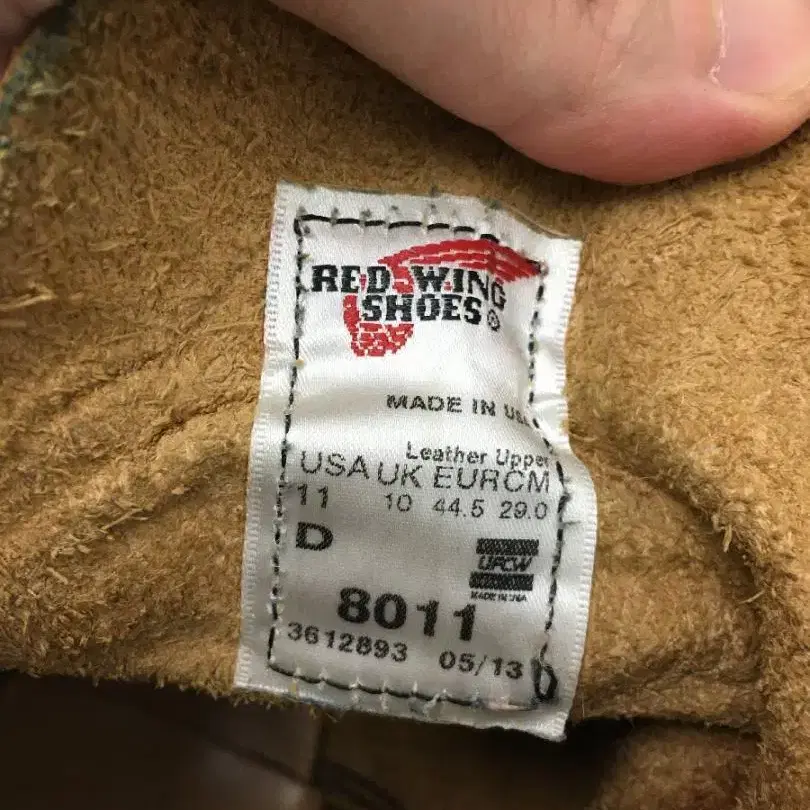 RED WING
SHOES®
MADE IN USA
Leather Upper
USA UK EUR CM
11 10 44.5 29.0
D
UFCW
MADE IN USA
8011
3612893 05/13